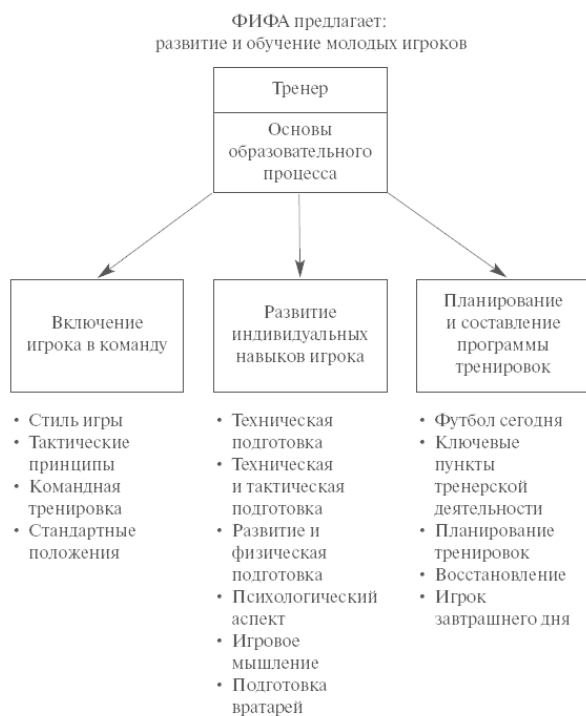 ФИФА предлагает:
развитие и обучение молодых игроков
Тренер
Основы
образовательного
процесса
Включение
игрока в команду
Развитие
индивидуальных
навыков игрока
Планирование
и составление
программы
тренировок
• Стиль игры
• Тактические
принципы
• Командная
тренировка
• Стандартные
положения
• Техническая
подготовка
• Техническая
и тактическая
подготовка
• Развитие и
физическая
подготовка
• Психологический
аспект
• Игровое
мышление
• Подготовка
вратарей
• Футбол сегодня
• Ключевые
пункты
тренерской
деятельности
• Планирование
тренировок
• Восстановление
• Игрок
завтрашнего дня